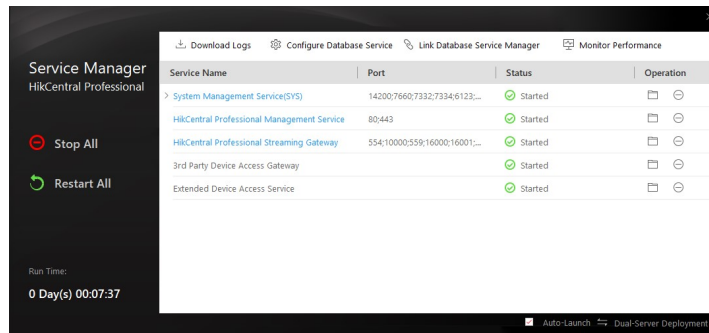 Download Logs Configure Database Service Link Database Service Manager Monitor Performance
Service Manager
HikCentral Professional
Service Name Port Status Operation
System Management Service(SYS) 14200;7660;7332;7334;6123;... Started
HikCentral Professional Management Service 80;443 Started
HikCentral Professional Streaming Gateway 554;10000;559;16000;16001;... Started
3rd Party Device Access Gateway Started
Extended Device Access Service Started
Stop All
Restart All
Run Time:
0 Day(s) 00:07:37
Auto-Launch Dual-Server Deployment